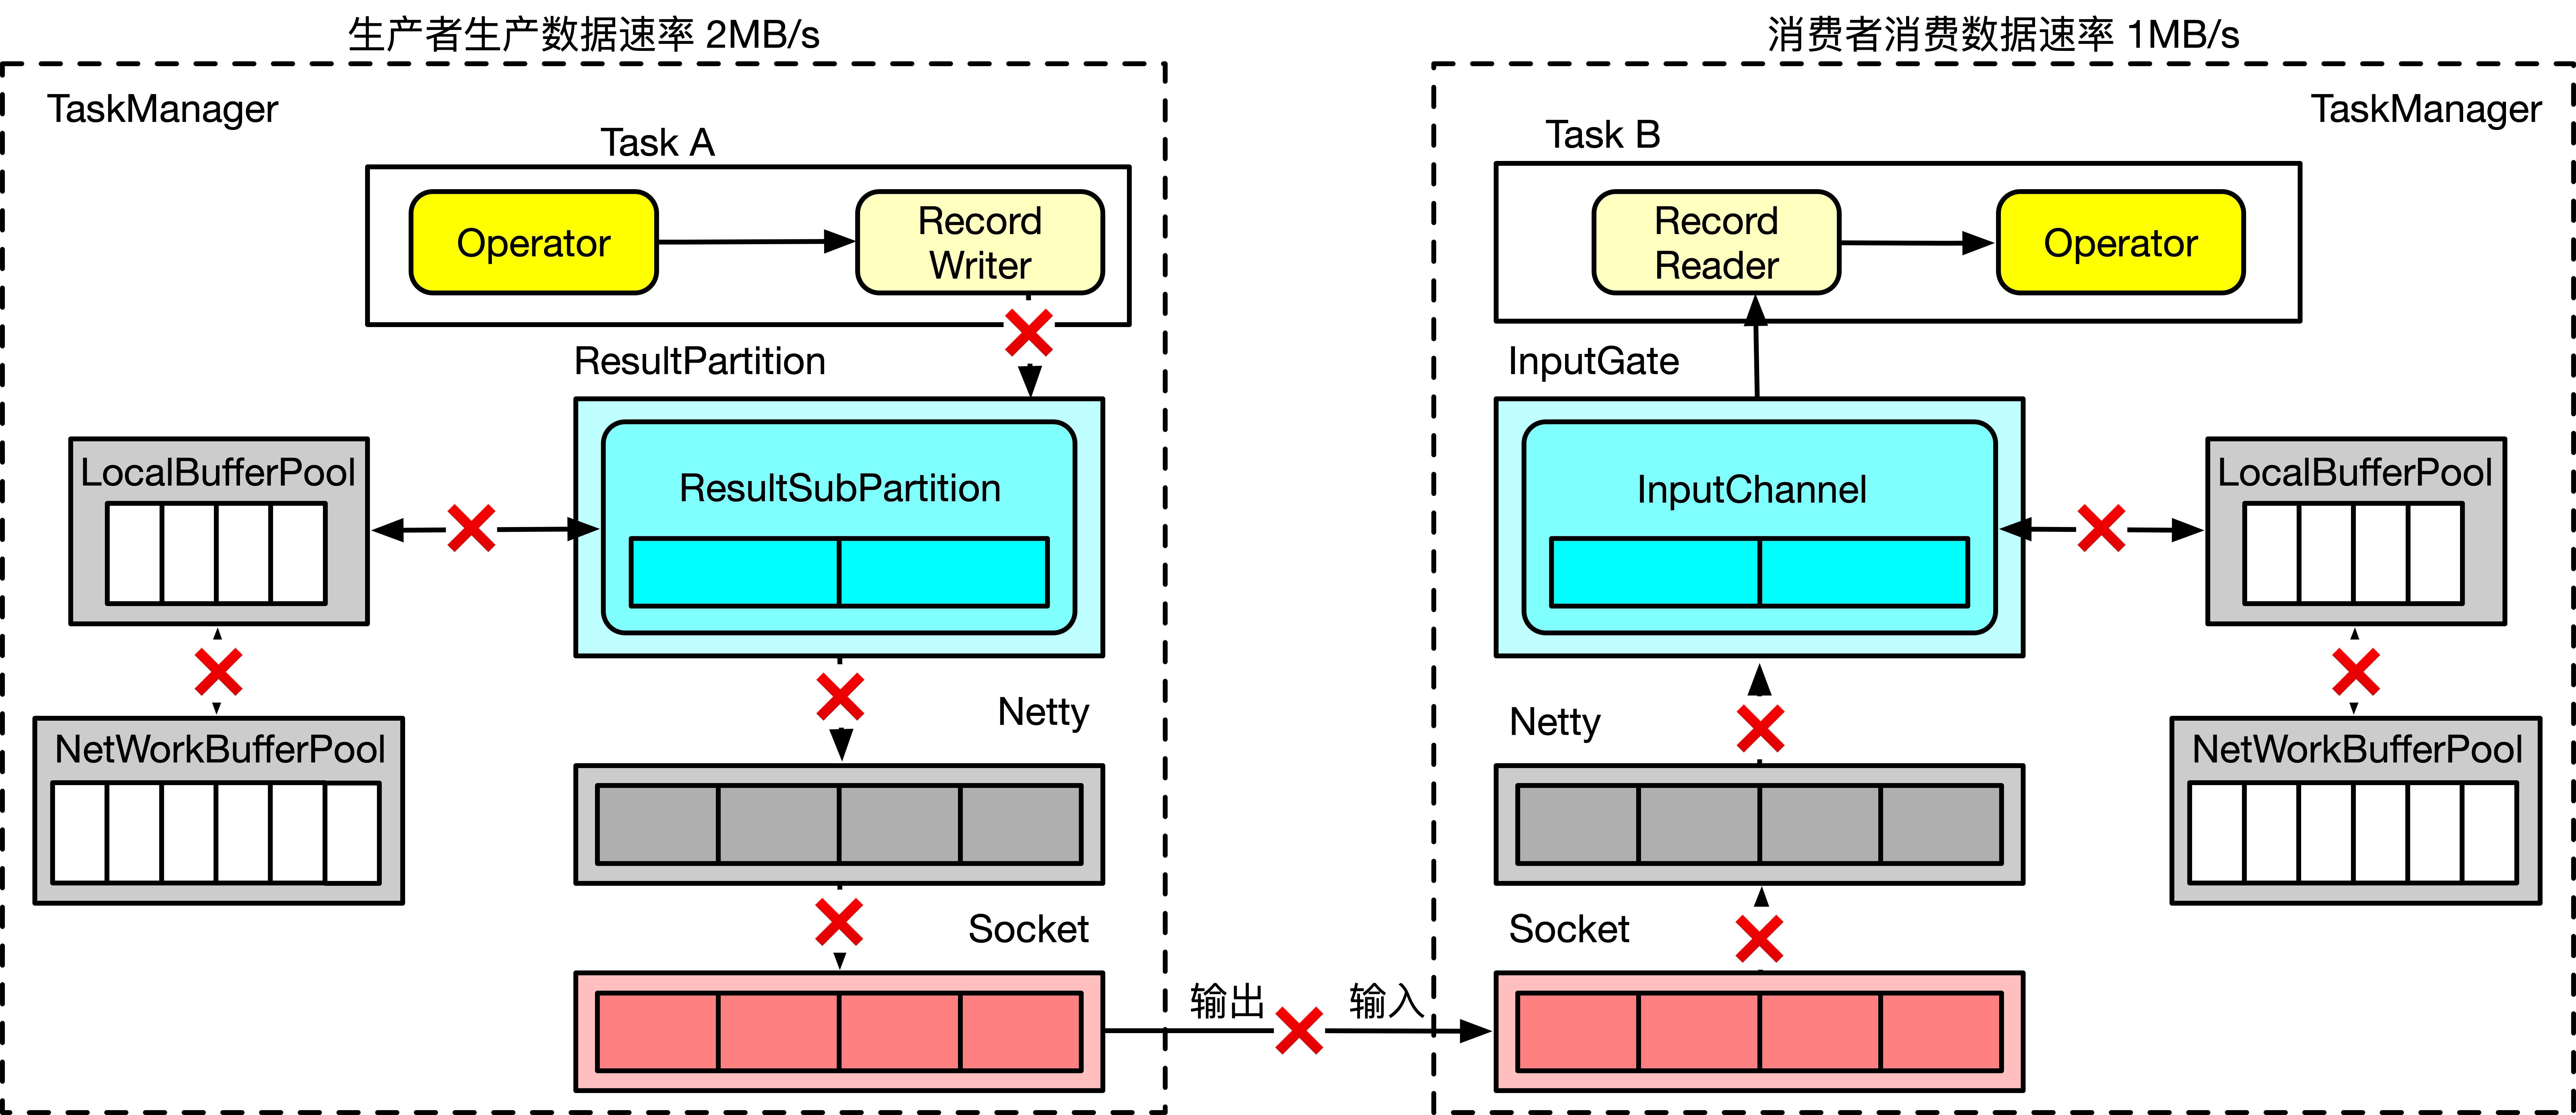 生产者生产数据速率 2MB/s
消费者消费数据速率 1MB/s
TaskManager
Task A
Operator
Record
Writer
ResultPartition
LocalBufferPool
ResultSubPartition
NetWorkBufferPool
Netty
Socket
输出
输入
TaskManager
Task B
Record
Reader
Operator
InputGate
InputChannel
LocalBufferPool
Netty
NetWorkBufferPool
Socket